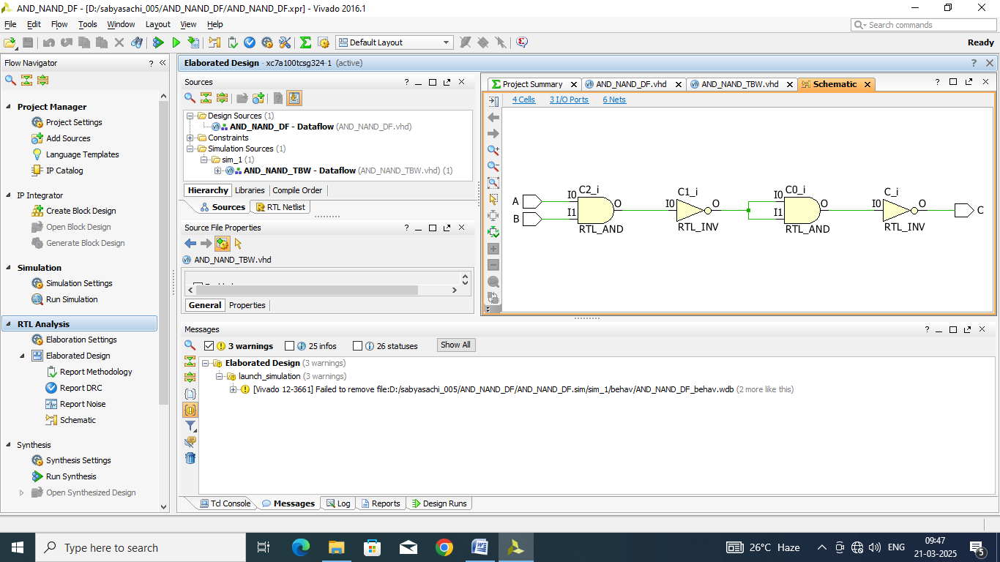 AND_NAND_DF - [D:/sabyasachi_005/AND_NAND_DF/AND_NAND_DF.xpr] - Vivado 2016.1
File Edit Flow Tools Window Layout View Help
Search commands
Default Layout
Ready
Flow Navigator
Project Manager
Project Settings
Add Sources
Language Templates
IP Catalog
IP Integrator
Create Block Design
Open Block Design
Generate Block Design
Simulation
Simulation Settings
Run Simulation
RTL Analysis
Elaboration Settings
Elaborated Design
Report Methodology
Report DRC
Report Noise
Schematic
Synthesis
Synthesis Settings
Run Synthesis
Open Synthesized Design
Elaborated Design - xc7a100tcsg324-1 (active)
Sources
Design Sources (1)
AND_NAND_DF - Dataflow (AND_NAND_DF.vhd)
Constraints
Simulation Sources (1)
sim_1 (1)
AND_NAND_TBW - Dataflow (AND_NAND_TBW.vhd) (1)
Hierarchy Libraries Compile Order
Sources RTL Netlist
Source File Properties
AND_NAND_TBW.vhd
General Properties
Project Summary AND_NAND_DF.vhd AND_NAND_TBW.vhd Schematic
4 Cells 3 I/O Ports 6 Nets
C2_i C1_i C0_i C_i
A I0 O I0 O I0 O I0 O C
B I1 I1
RTL_AND RTL_INV RTL_AND RTL_INV
Messages
3 warnings 25 infos 26 statuses Show All
Elaborated Design (3 warnings)
launch_simulation (3 warnings)
[Vivado 12-3661] Failed to remove file:D:/sabyasachi_005/AND_NAND_DF/AND_NAND_DF.sim/sim_1/behav/AND_NAND_DF_behav.wdb (2 more like this)
Tcl Console Messages Log Reports Design Runs
Type here to search
26°C Haze
ENG
09:47
21-03-2025
5